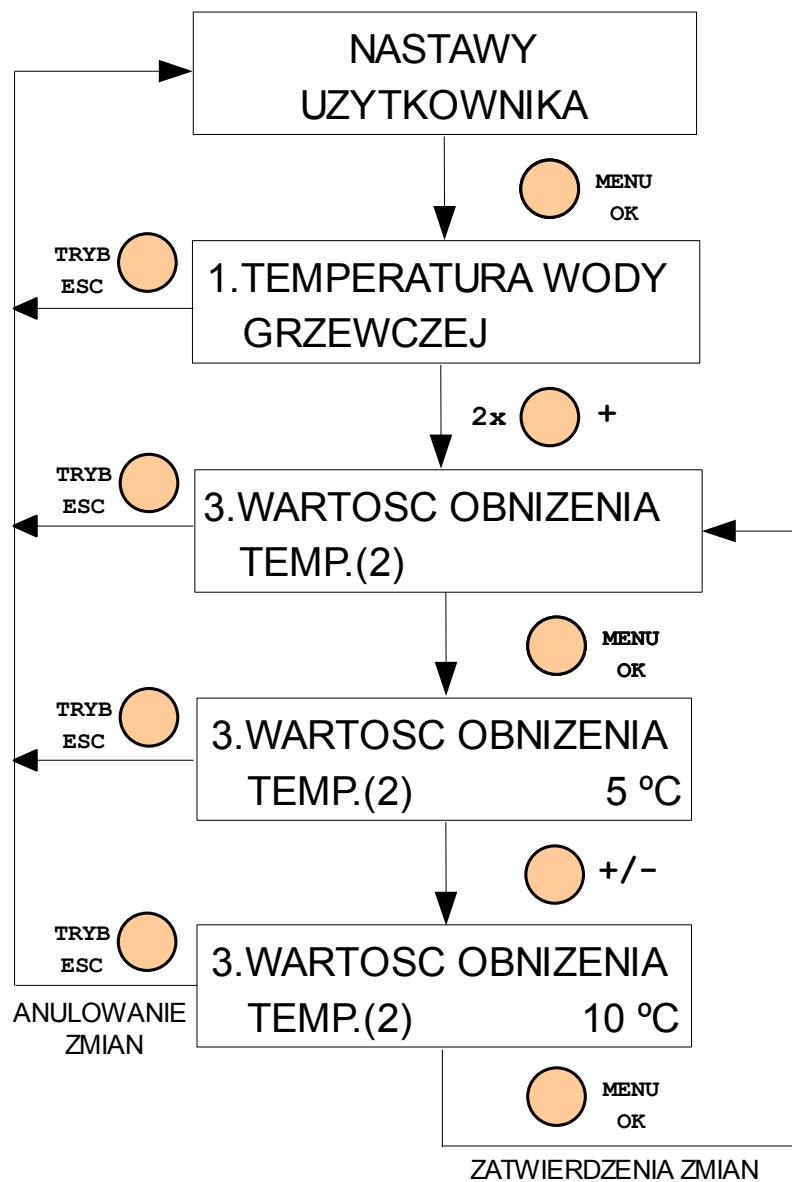 NASTAWY
UZYTKOWNIKA
MENU
OK
TRYB
ESC
1.TEMPERATURA WODY
GRZEWCZEJ
2x +
TRYB
ESC
3.WARTOSC OBNIZENIA
TEMP.(2)
MENU
OK
TRYB
ESC
3.WARTOSC OBNIZENIA
TEMP.(2) 5 ºC
+/-
TRYB
ESC
3.WARTOSC OBNIZENIA
TEMP.(2) 10 ºC
ANULOWANIE
ZMIAN
MENU
OK
ZATWIERDZENIA ZMIAN